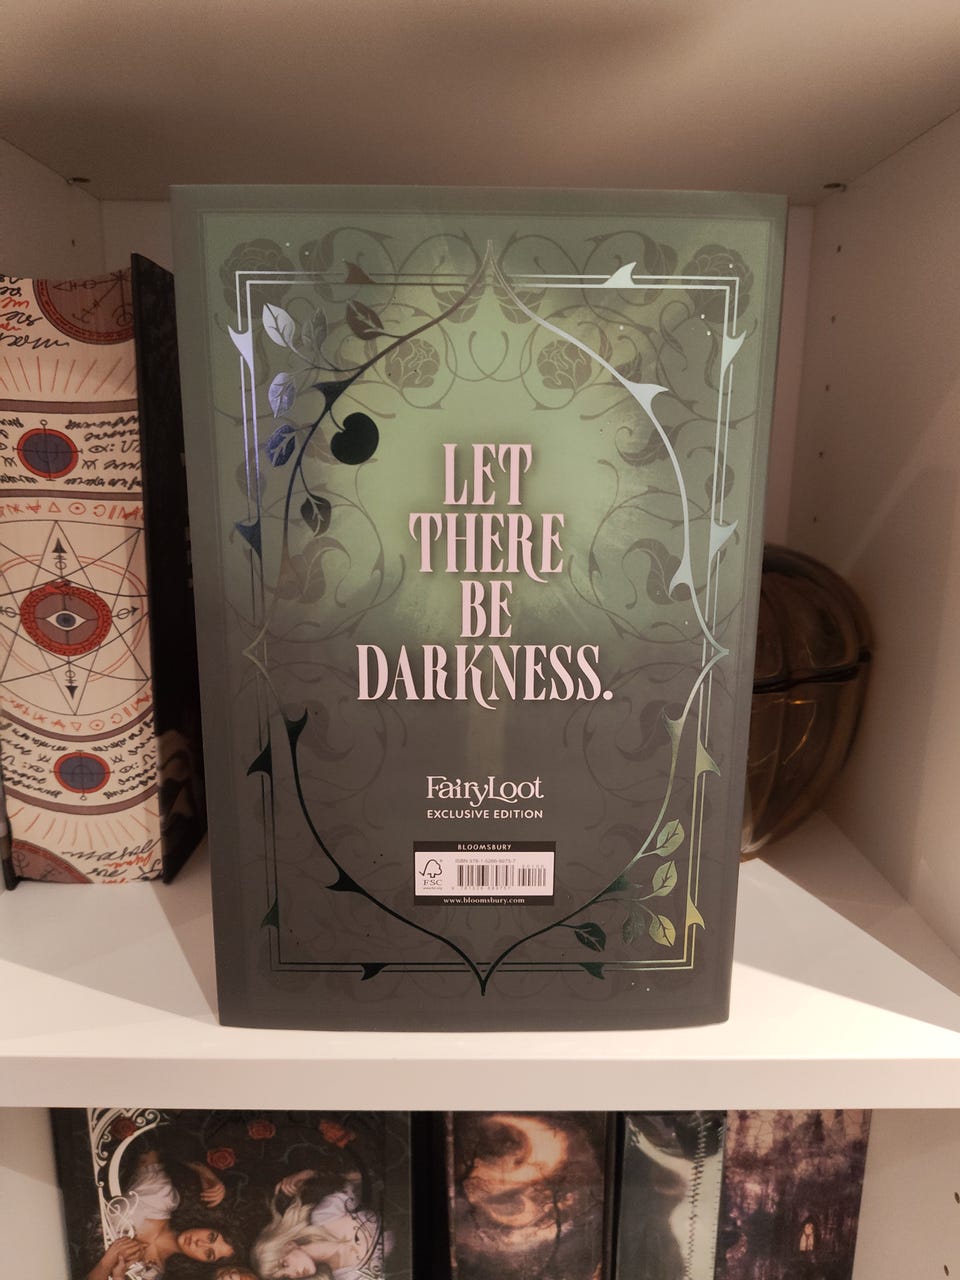 LET
THERE
BE
DARKNESS.
FairyLoot
EXCLUSIVE EDITION
BLOOMSBURY
FSC
www.bloomsbury.com